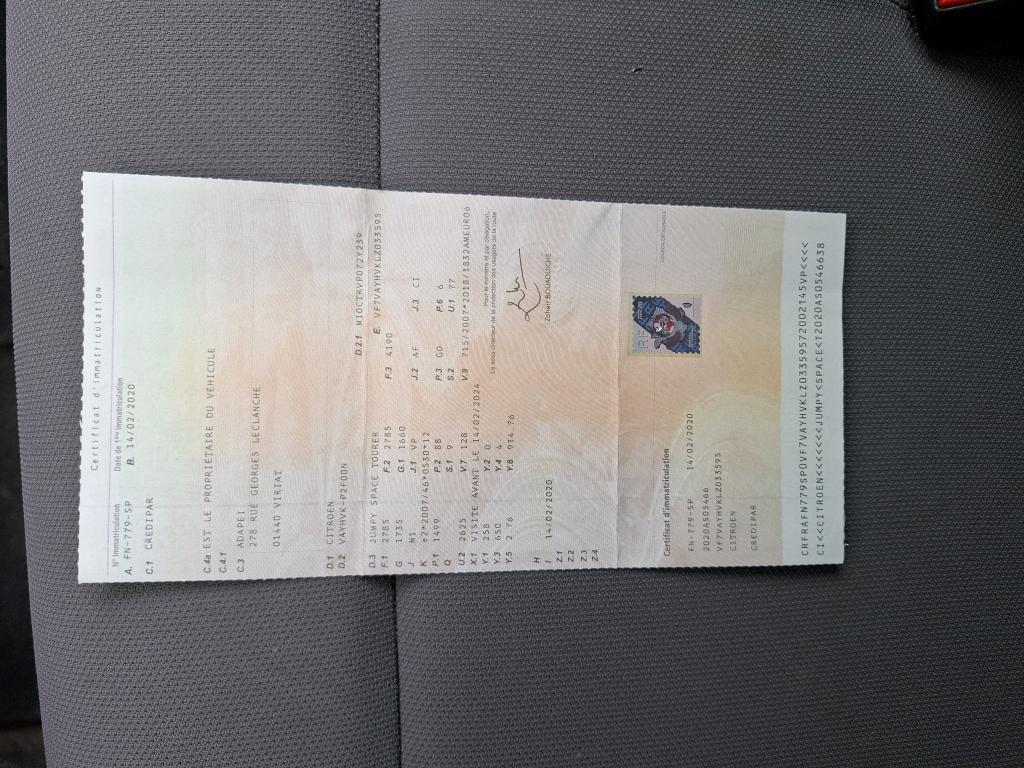 Certificat d'immatriculation
N° Immatriculation Date de 1ère immatriculation
A. FN-779-SP B. 14/02/2020
C.1 CREDIPAR
C.4a EST LE PROPRIÉTAIRE DU VÉHICULE
C.4.1
C.3 ADAPEI
278 RUE GEORGES LECLANCHE
01440 VIRIAT
D.1 CITROEN
D.2 VAYHVK-P2F00N D.2.1 M10CTRVP072Y239
D.3 JUMPY SPACE TOURER E. VF7VAYHVKLZ033595
F.1 2785 F.2 2785 F.3 4190
G 1735 G.1 1660
J M1 J.1 VP J.2 AF J.3 CI
K e2*2007/46*0530*12
P.1 1499 P.2 88 P.3 GO P.6 6
Q S.1 9 S.2 U.1 77
U.2 2625 V.7 128 V.9 715/2007*2018/1832AMEURO6
X.1 VISITE AVANT LE 14/02/2024
Y.1 258 Y.2 0
Y.3 650 Y.4 4
Y.5 2.76 Y.6 914.76
Pour le ministre et par délégation,
Le sous-directeur de la protection des usagers de la route
Zoheir BOUAOUICHE
H
I 14/02/2020
Z.1
Z.2
Z.3
Z.4
Certificat d'immatriculation
FN-779-SP 14/02/2020
2020AS05466
VF7VAYHVKLZ033595
CITROEN
CREDIPAR
COUPON DÉTACHABLE
CRFRAFN779SP0VF7VAYHVKLZ03359572002145VP<<<<
CI<<CITROEN<<<<<<JUMPY<SPACE<T2020AS0546638